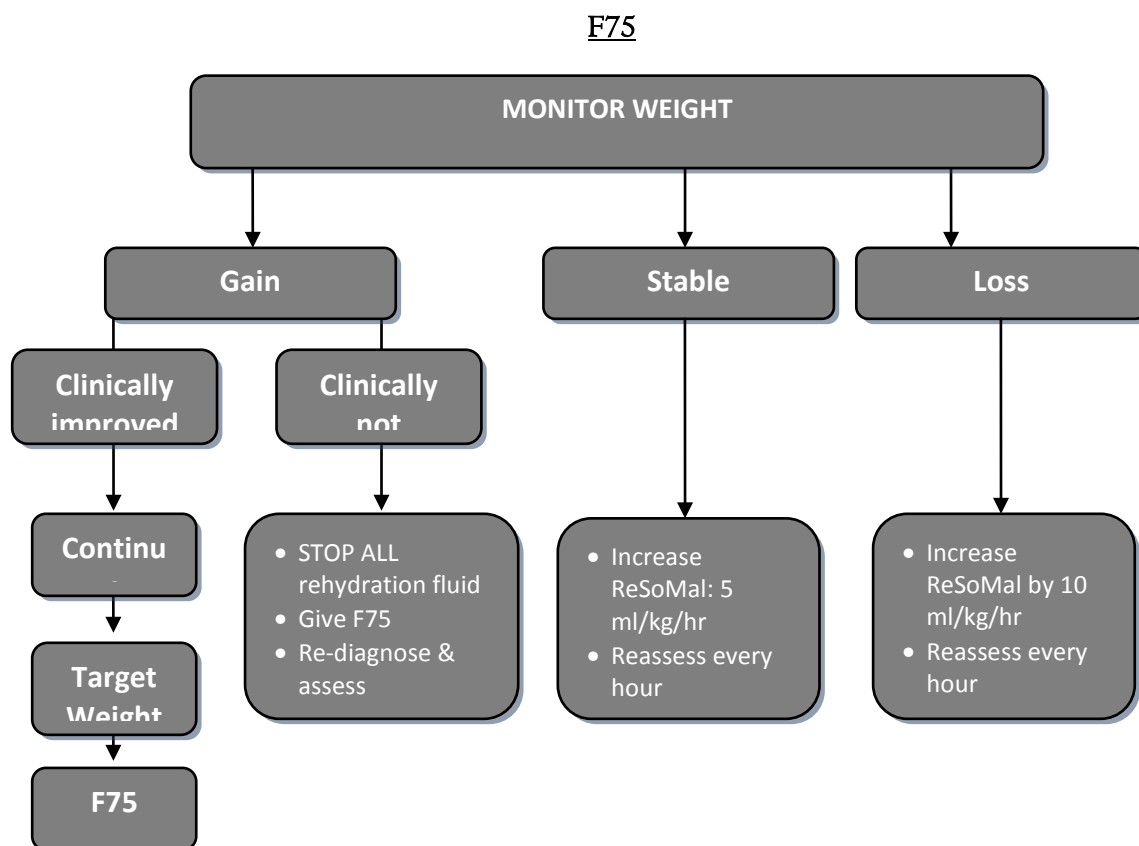 F75
MONITOR WEIGHT
Gain
Stable
Loss
Clinically
improved
Clinically
not
Continu
Target
Weight
F75
• STOP ALL
rehydration fluid
• Give F75
• Re-diagnose &
assess
• Increase
ReSoMal: 5
ml/kg/hr
• Reassess every
hour
• Increase
ReSoMal by 10
ml/kg/hr
• Reassess every
hour